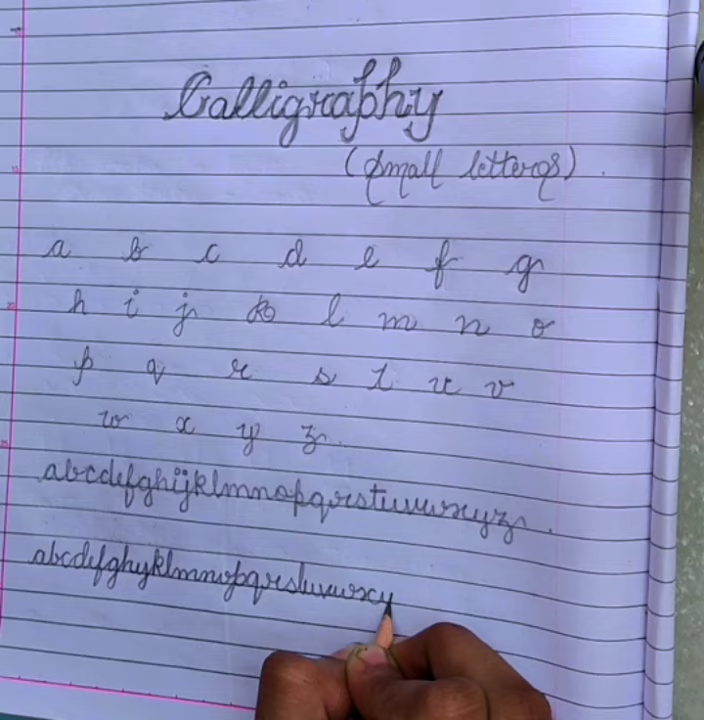 Calligraphy
(Small letters).
a b c d e f g
h i j k l m n o
p q r s t u v
w x y z.
abcdefghijklmnopqrstuvwxyz.
abcdefghijklmnopqrstuvwxy